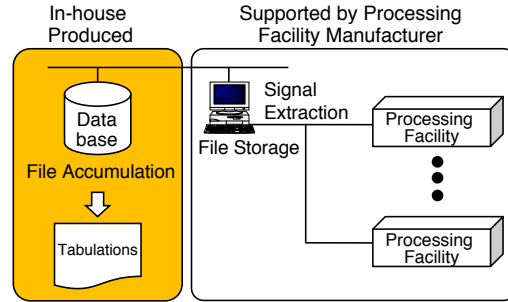 In-house
Produced
Supported by Processing
Facility Manufacturer
Data
base
File Accumulation
Tabulations
Signal
Extraction
File Storage
Processing
Facility
Processing
Facility